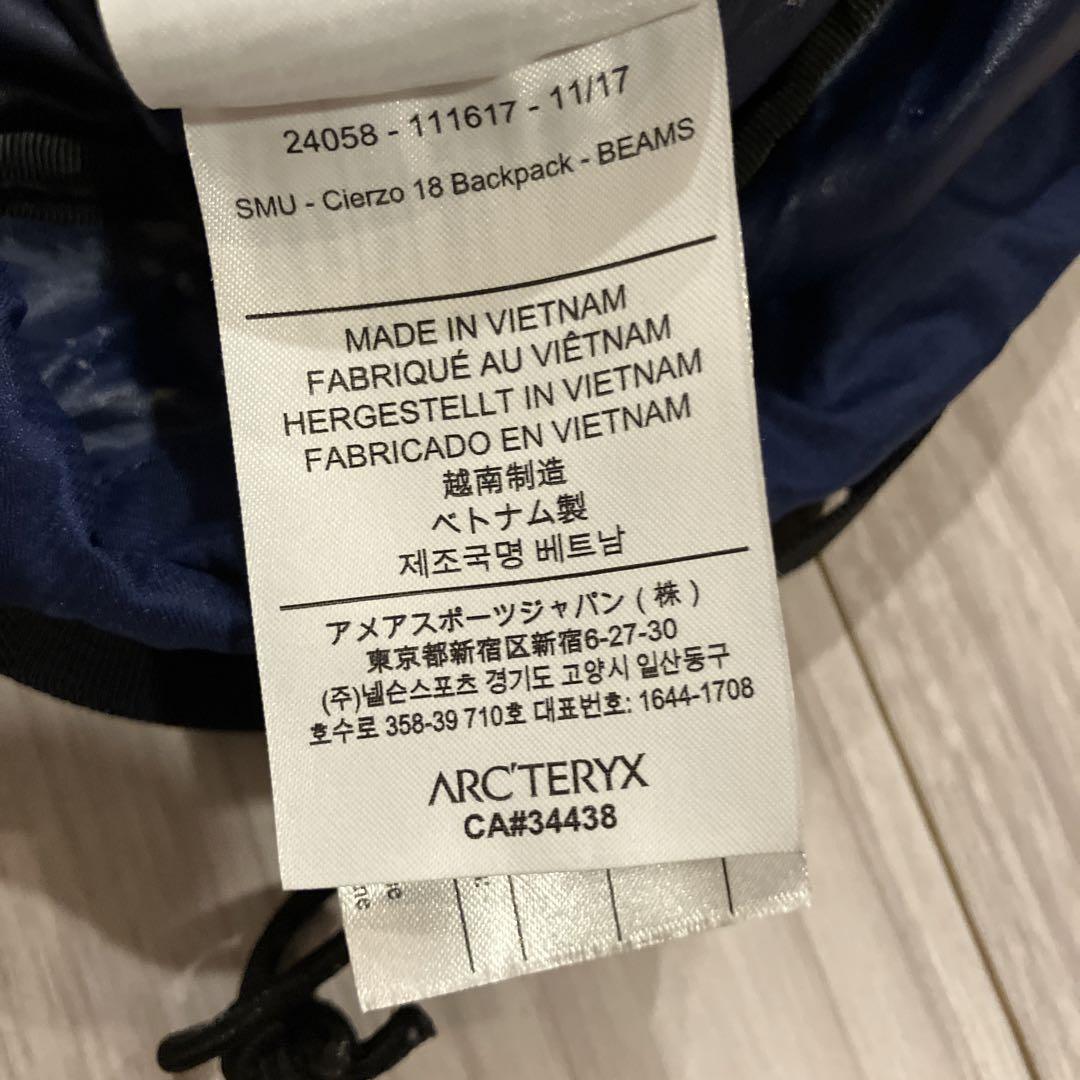 24058 - 111617 - 11/17
SMU - Cierzo 18 Backpack - BEAMS
MADE IN VIETNAM
FABRIQUÉ AU VIÊTNAM
HERGESTELLT IN VIETNAM
FABRICADO EN VIETNAM
越南制造
ベトナム製
제조국명 베트남
アメアスポーツジャパン ( 株 )
東京都新宿区新宿6-27-30
(주)넬슨스포츠 경기도 고양시 일산동구
호수로 358-39 710호 대표번호: 1644-1708
ARC'TERYX
CA#34438